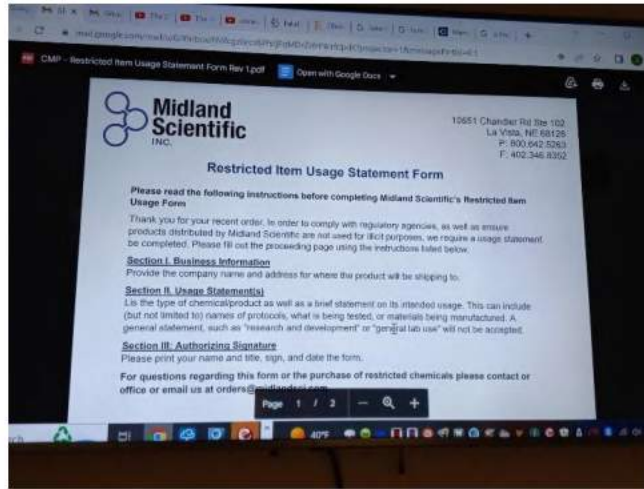 CMP - Restricted Item Usage Statement Form Rev 1.pdf
Open with Google Docs
Midland
Scientific
INC.
10651 Chandler Rd Ste 102
La Vista, NE 68128
P: 800.642.5263
F: 402.346.8352
Restricted Item Usage Statement Form
Please read the following instructions before completing Midland Scientific's Restricted Item
Usage Form
Thank you for your recent order. In order to comply with regulatory agencies, as well as ensure
products distributed by Midland Scientific are not used for illicit purposes, we require a usage statement
be completed. Please fill out the proceeding page using the instructions listed below.
Section I. Business Information
Provide the company name and address for where the product will be shipping to.
Section II. Usage Statement(s)
Lis the type of chemical/product as well as a brief statement on its intended usage. This can include
(but not limited to) names of protocols, what is being tested, or materials being manufactured. A
general statement, such as "research and development" or "general lab use" will not be accepted.
Section III: Authorizing Signature
Please print your name and title, sign, and date the form.
For questions regarding this form or the purchase of restricted chemicals please contact or
office or email us at orders@midlandsci.com
Page 1 / 2
40°F